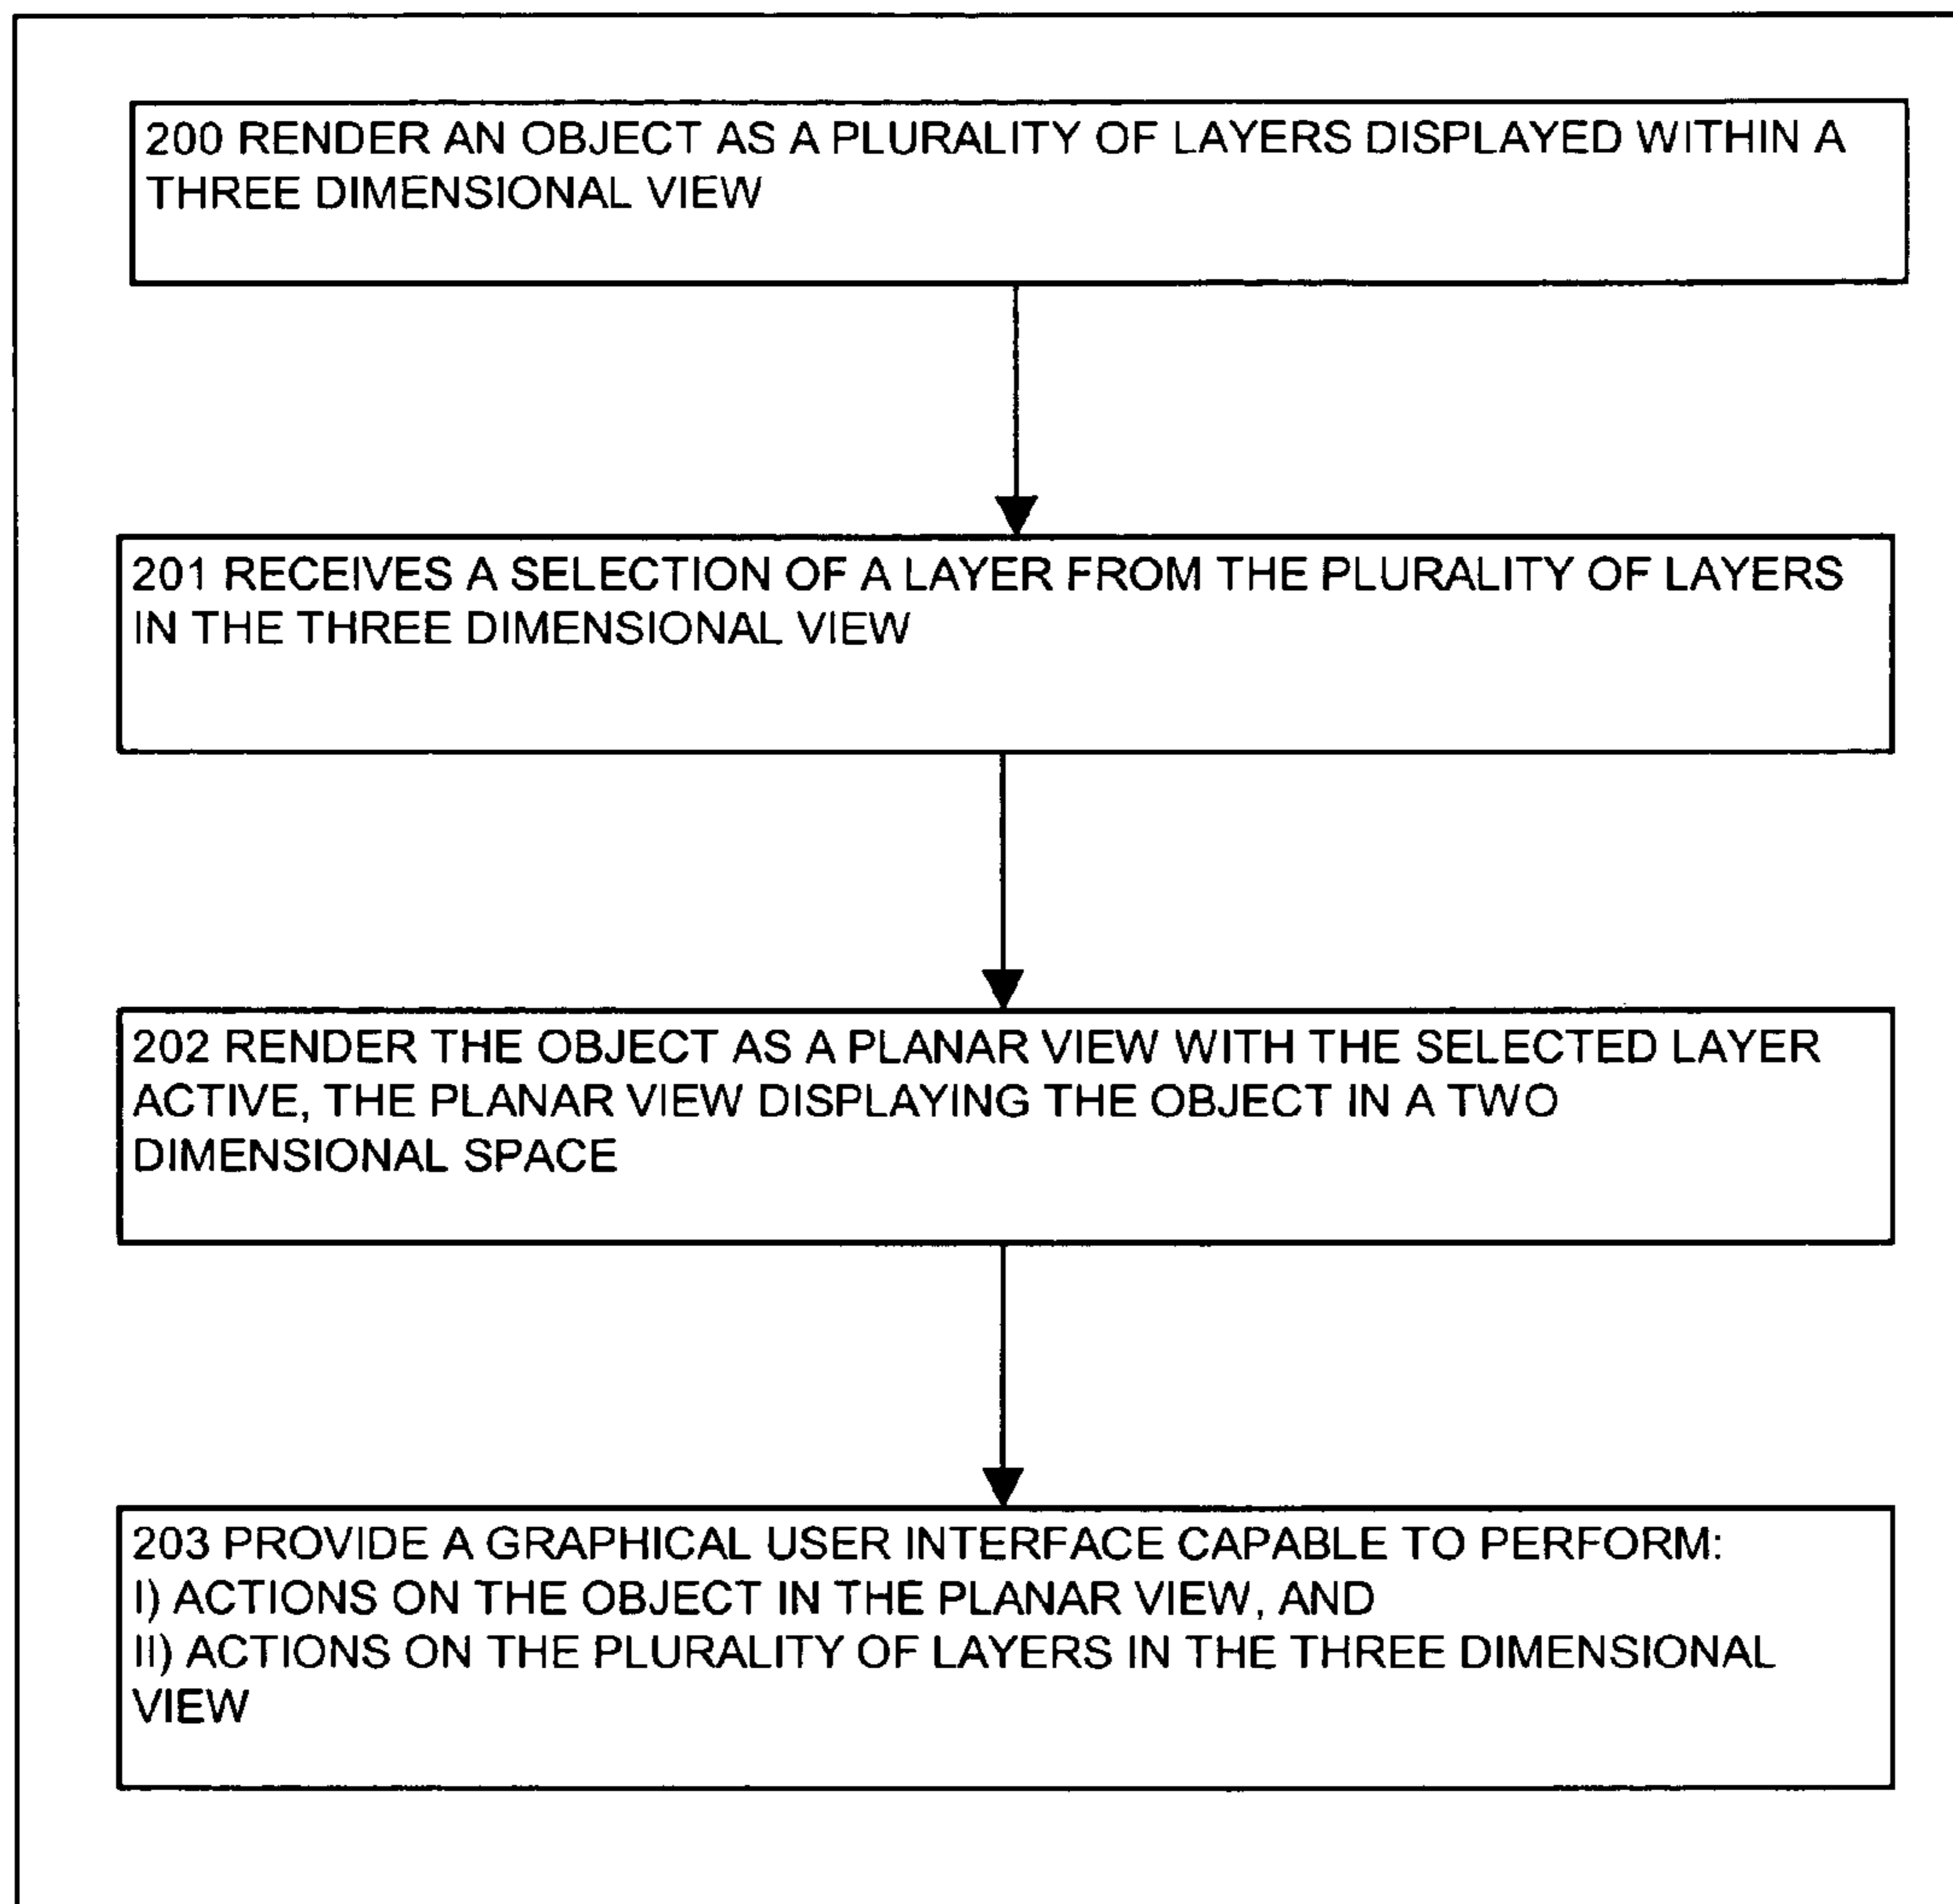 200 RENDER AN OBJECT AS A PLURALITY OF LAYERS DISPLAYED WITHIN A
THREE DIMENSIONAL VIEW
201 RECEIVES A SELECTION OF A LAYER FROM THE PLURALITY OF LAYERS
IN THE THREE DIMENSIONAL VIEW
202 RENDER THE OBJECT AS A PLANAR VIEW WITH THE SELECTED LAYER
ACTIVE, THE PLANAR VIEW DISPLAYING THE OBJECT IN A TWO
DIMENSIONAL SPACE
203 PROVIDE A GRAPHICAL USER INTERFACE CAPABLE TO PERFORM:
I) ACTIONS ON THE OBJECT IN THE PLANAR VIEW, AND
II) ACTIONS ON THE PLURALITY OF LAYERS IN THE THREE DIMENSIONAL
VIEW